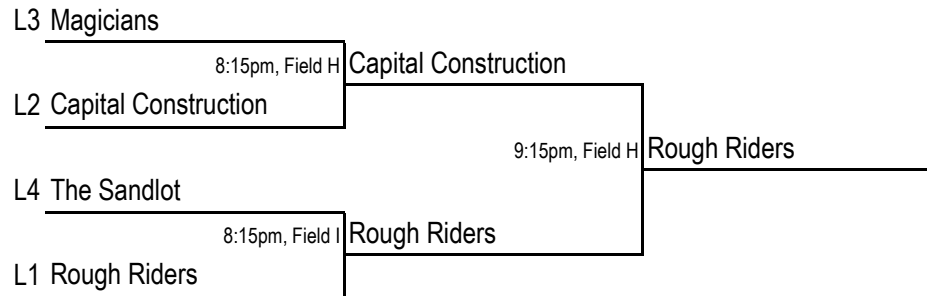 L3 Magicians
8:15pm, Field H Capital Construction
L2 Capital Construction
9:15pm, Field H Rough Riders
L4 The Sandlot
8:15pm, Field I Rough Riders
L1 Rough Riders